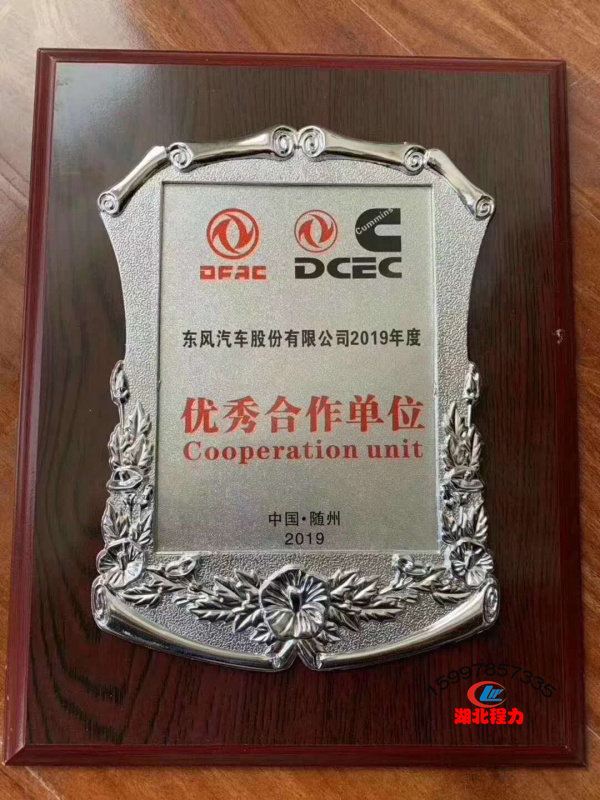 DFAC
Cummins
DCEC
东风汽车股份有限公司2019年度
优秀合作单位
Cooperation unit
中国·随州
2019
15997857335
湖北程力